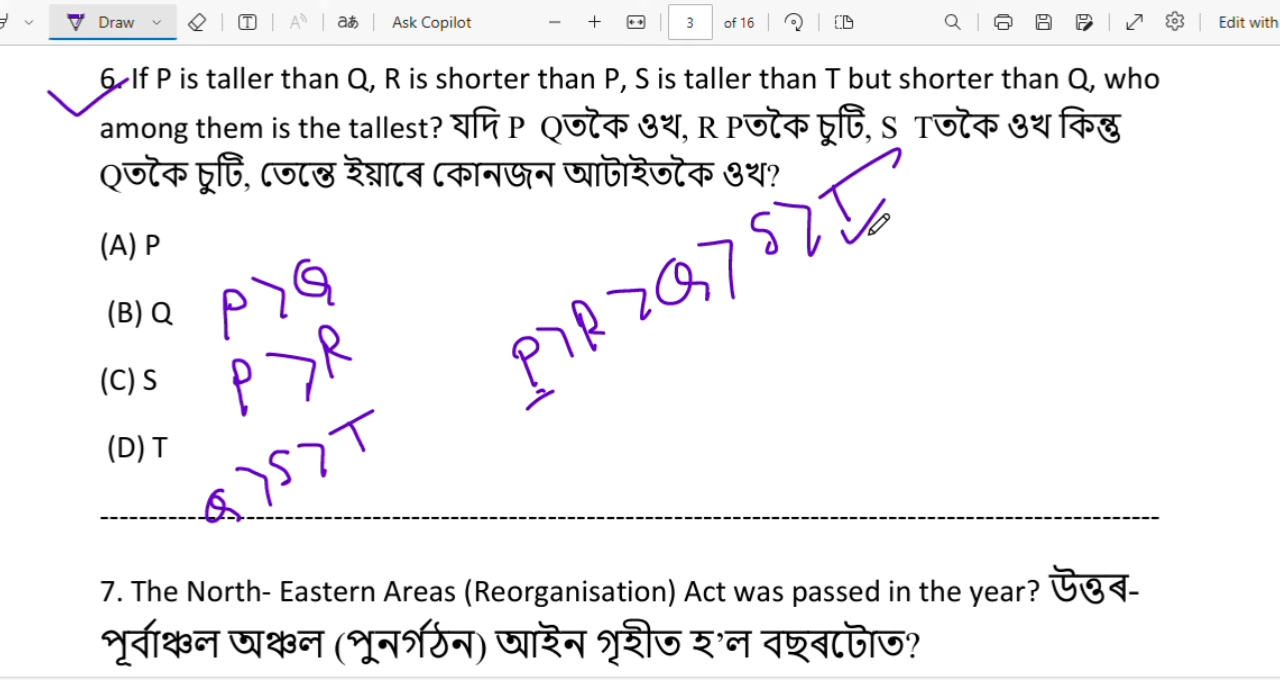 Draw
aあ
Ask Copilot
3 of 16
Edit with
6. If P is taller than Q, R is shorter than P, S is taller than T but shorter than Q, who
among them is the tallest? যদি P Qতকৈ ওখ, R Pতকৈ চুটি, S Tতকৈ ওখ কিন্তু
Qতকৈ চুটি, তেন্তে ইয়াৰে কোনজন আটাইতকৈ ওখ?
(A) P
(B) Q
(C) S
(D) T
P > Q
P > R
Q > S > T
P > R > Q > S > T
--------------------------------------------------------------------------------------------
7. The North- Eastern Areas (Reorganisation) Act was passed in the year? উত্তৰ-
পূৰ্বাঞ্চল অঞ্চল (পুনৰ্গঠন) আইন গৃহীত হ’ল বছৰটোত?